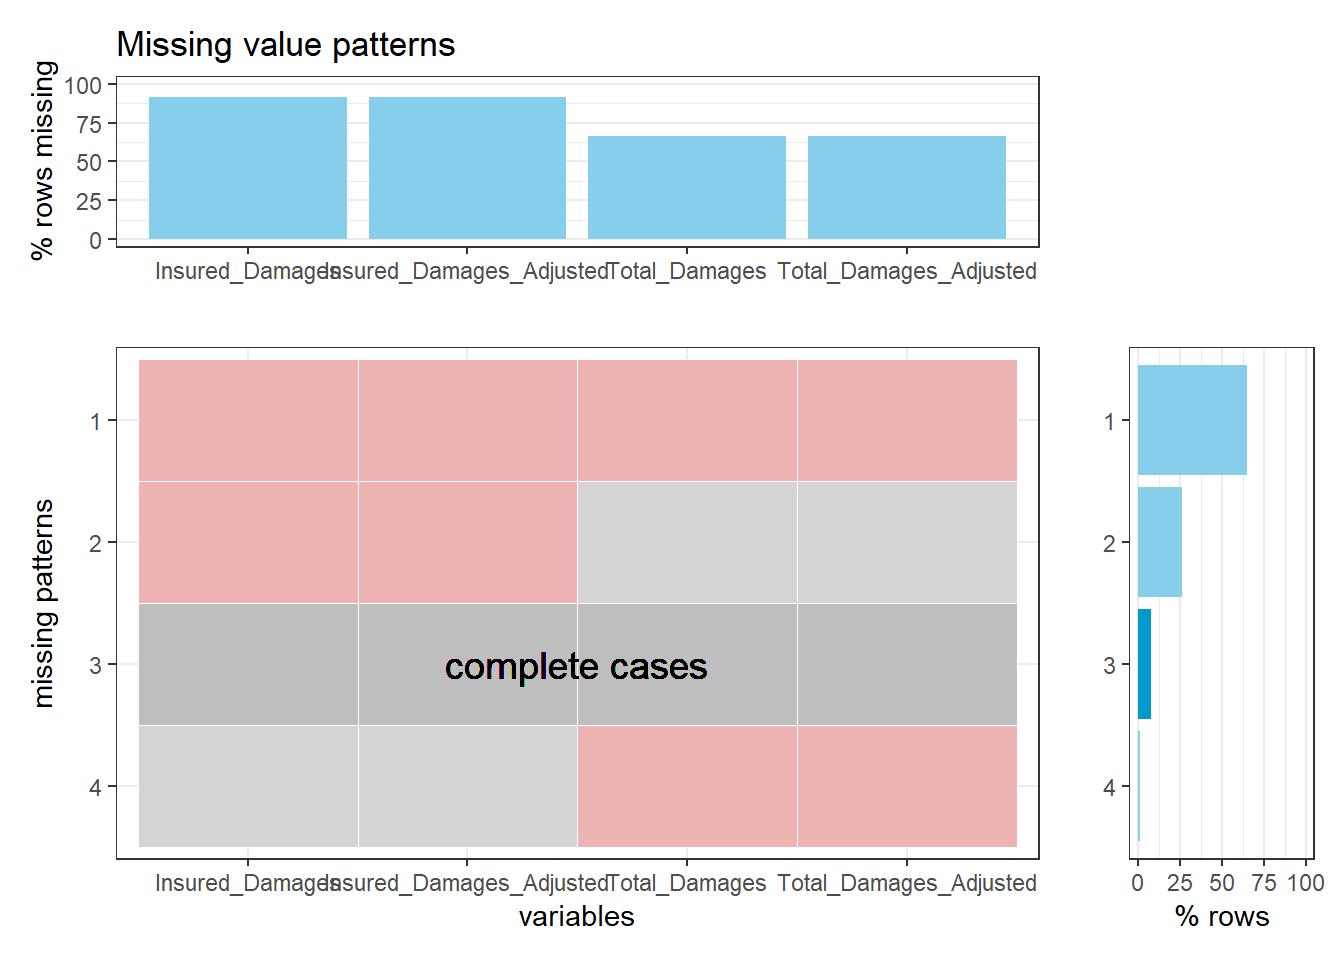 Missing value patterns
% rows missing
100
75
50
25
0
Insured_Damages Insured_Damages_Adjusted Total_Damages Total_Damages_Adjusted
missing patterns
1
2
3
4
complete cases
Insured_Damages Insured_Damages_Adjusted Total_Damages Total_Damages_Adjusted
variables
1
2
3
4
0 25 50 75 100
% rows